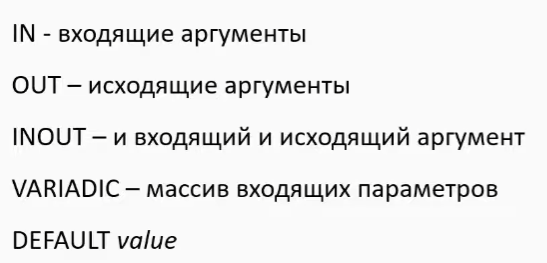 IN - входящие аргументы
OUT – исходящие аргументы
INOUT – и входящий и исходящий аргумент
VARIADIC – массив входящих параметров
DEFAULT value